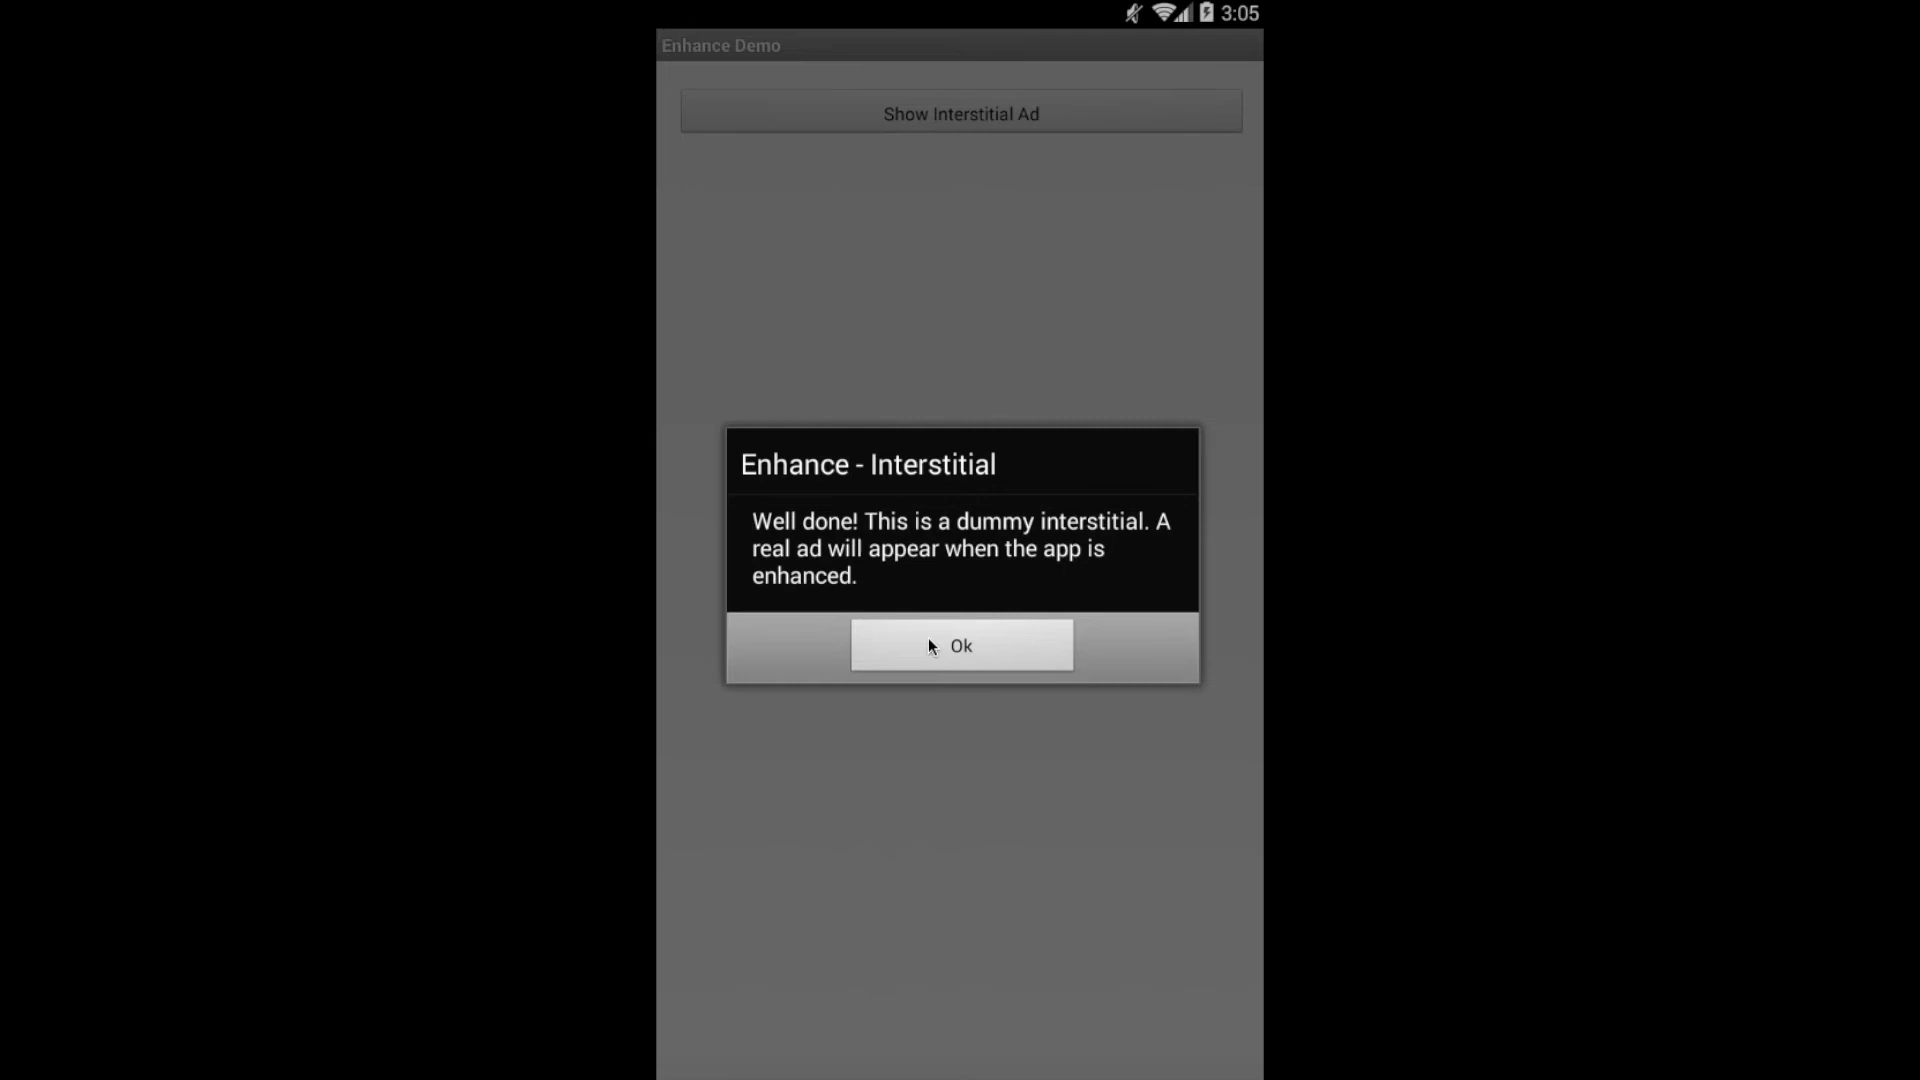 3:05
Enhance Demo
Show Interstitial Ad
Enhance - Interstitial
Well done! This is a dummy interstitial. A
real ad will appear when the app is
enhanced.
Ok